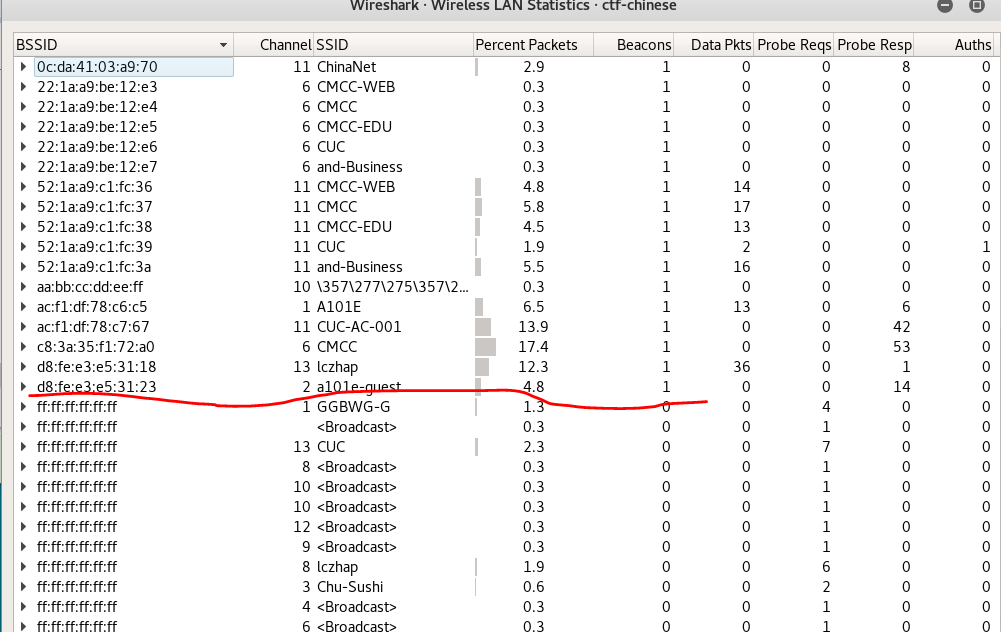 Wireshark · Wireless LAN Statistics · ctf-chinese
BSSID Channel SSID Percent Packets Beacons Data Pkts Probe Reqs Probe Resp Auths
0c:da:41:03:a9:70 11 ChinaNet 2.9 1 0 0 8 0
22:1a:a9:be:12:e3 6 CMCC-WEB 0.3 1 0 0 0 0
22:1a:a9:be:12:e4 6 CMCC 0.3 1 0 0 0 0
22:1a:a9:be:12:e5 6 CMCC-EDU 0.3 1 0 0 0 0
22:1a:a9:be:12:e6 6 CUC 0.3 1 0 0 0 0
22:1a:a9:be:12:e7 6 and-Business 0.3 1 0 0 0 0
52:1a:a9:c1:fc:36 11 CMCC-WEB 4.8 1 14 0 0 0
52:1a:a9:c1:fc:37 11 CMCC 5.8 1 17 0 0 0
52:1a:a9:c1:fc:38 11 CMCC-EDU 4.5 1 13 0 0 0
52:1a:a9:c1:fc:39 11 CUC 1.9 1 2 0 0 1
52:1a:a9:c1:fc:3a 11 and-Business 5.5 1 16 0 0 0
aa:bb:cc:dd:ee:ff 10 \357\277\275\357\2... 0.3 1 0 0 0 0
ac:f1:df:78:c6:c5 1 A101E 6.5 1 13 0 6 0
ac:f1:df:78:c7:67 11 CUC-AC-001 13.9 1 0 0 42 0
c8:3a:35:f1:72:a0 6 CMCC 17.4 1 0 0 53 0
d8:fe:e3:e5:31:18 13 lczhap 12.3 1 36 0 1 0
d8:fe:e3:e5:31:23 2 a101e-guest 4.8 1 0 0 14 0
ff:ff:ff:ff:ff:ff 1 GGBWG-G 1.3 0 0 4 0 0
ff:ff:ff:ff:ff:ff <Broadcast> 0.3 0 0 1 0 0
ff:ff:ff:ff:ff:ff 13 CUC 2.3 0 0 7 0 0
ff:ff:ff:ff:ff:ff 8 <Broadcast> 0.3 0 0 1 0 0
ff:ff:ff:ff:ff:ff 10 <Broadcast> 0.3 0 0 1 0 0
ff:ff:ff:ff:ff:ff 10 <Broadcast> 0.3 0 0 1 0 0
ff:ff:ff:ff:ff:ff 12 <Broadcast> 0.3 0 0 1 0 0
ff:ff:ff:ff:ff:ff 9 <Broadcast> 0.3 0 0 1 0 0
ff:ff:ff:ff:ff:ff 8 lczhap 1.9 0 0 6 0 0
ff:ff:ff:ff:ff:ff 3 Chu-Sushi 0.6 0 0 2 0 0
ff:ff:ff:ff:ff:ff 4 <Broadcast> 0.3 0 0 1 0 0
ff:ff:ff:ff:ff:ff 6 <Broadcast> 0.3 0 0 1 0 0